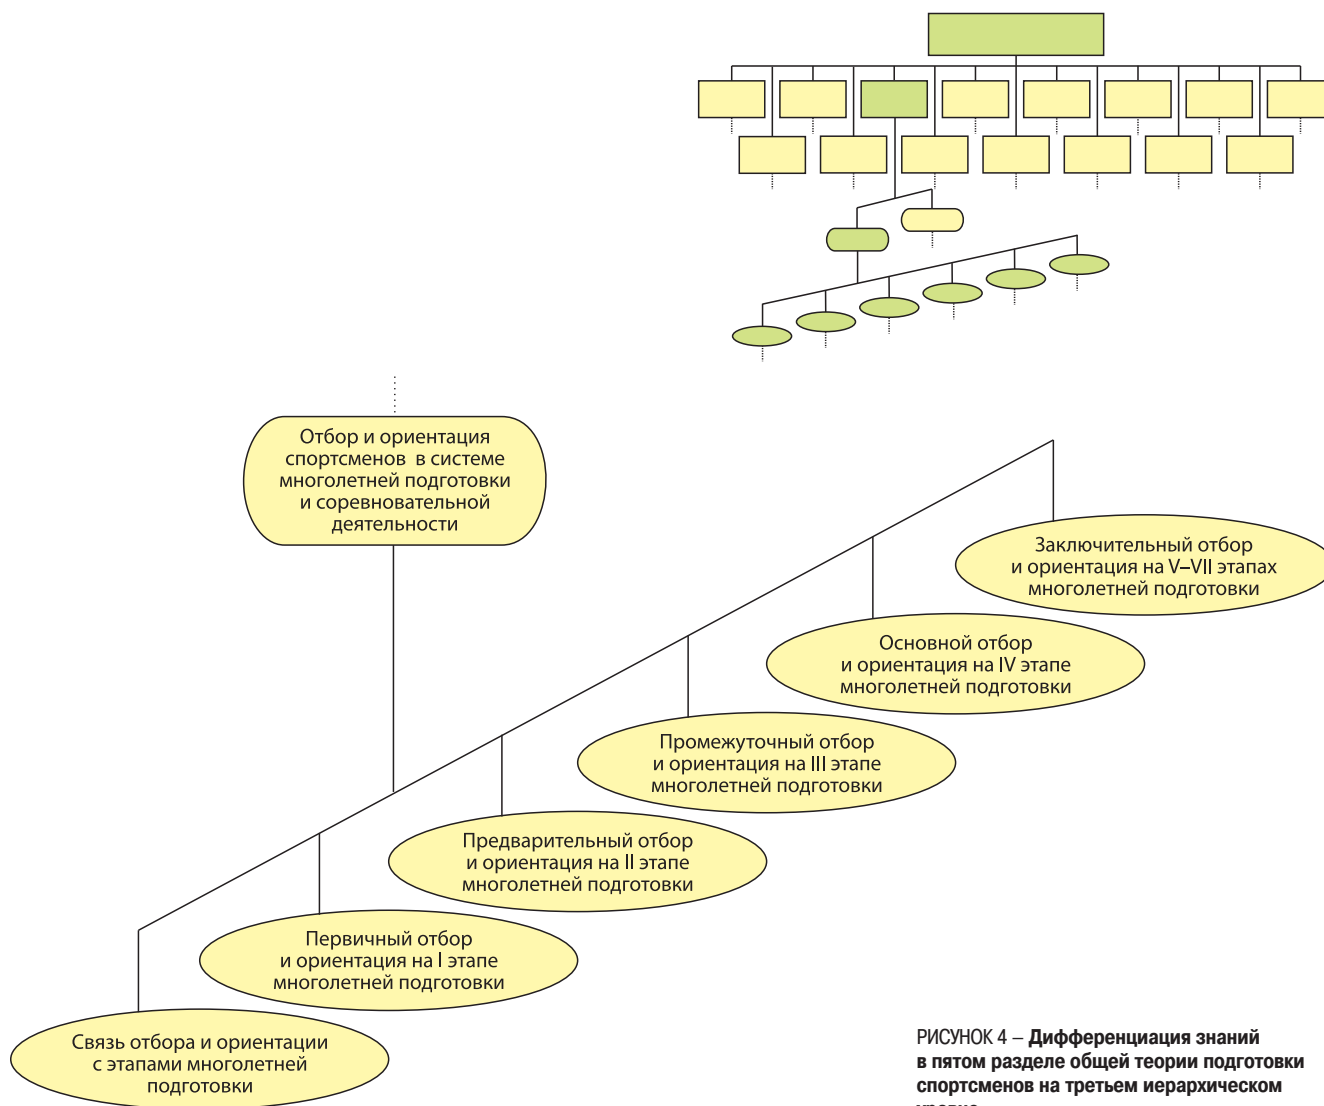 Отбор и ориентация
спортсменов в системе
многолетней подготовки
и соревновательной
деятельности
Заключительный отбор
и ориентация на V–VII этапах
многолетней подготовки
Основной отбор
и ориентация на IV этапе
многолетней подготовки
Промежуточный отбор
и ориентация на III этапе
многолетней подготовки
Предварительный отбор
и ориентация на II этапе
многолетней подготовки
Первичный отбор
и ориентация на I этапе
многолетней подготовки
Связь отбора и ориентации
с этапами многолетней
подготовки
РИСУНОК 4 – Дифференциация знаний
в пятом разделе общей теории подготовки
спортсменов на третьем иерархическом